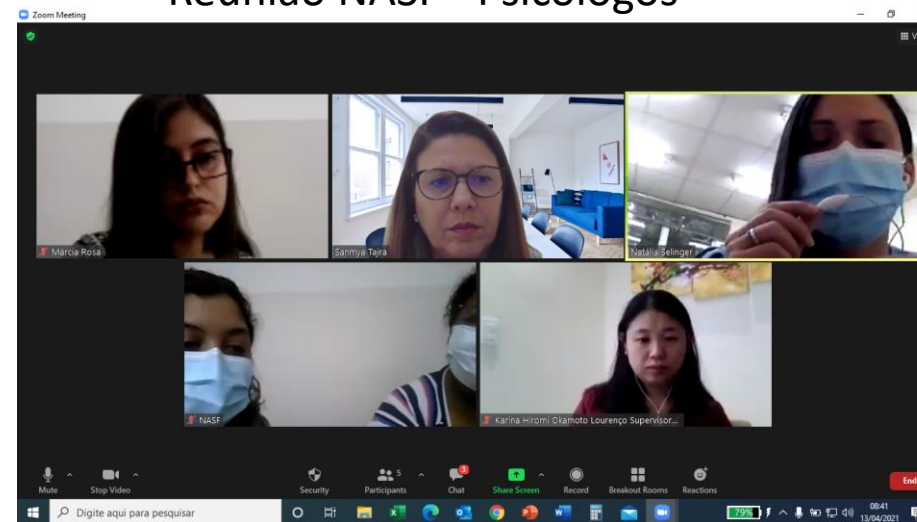 Reunião NASF - Psicólogos
Zoom Meeting
Marcia Rosa
Sanmya Tajra
Natália Selinger
NASF
Karina Hiromi Okamoto Lourenço Supervisor...
5
3
Mute
Stop Video
Security
Participants
Chat
Share Screen
Record
Breakout Rooms
Reactions
End
Digite aqui para pesquisar
79%
08:41
13/04/2021